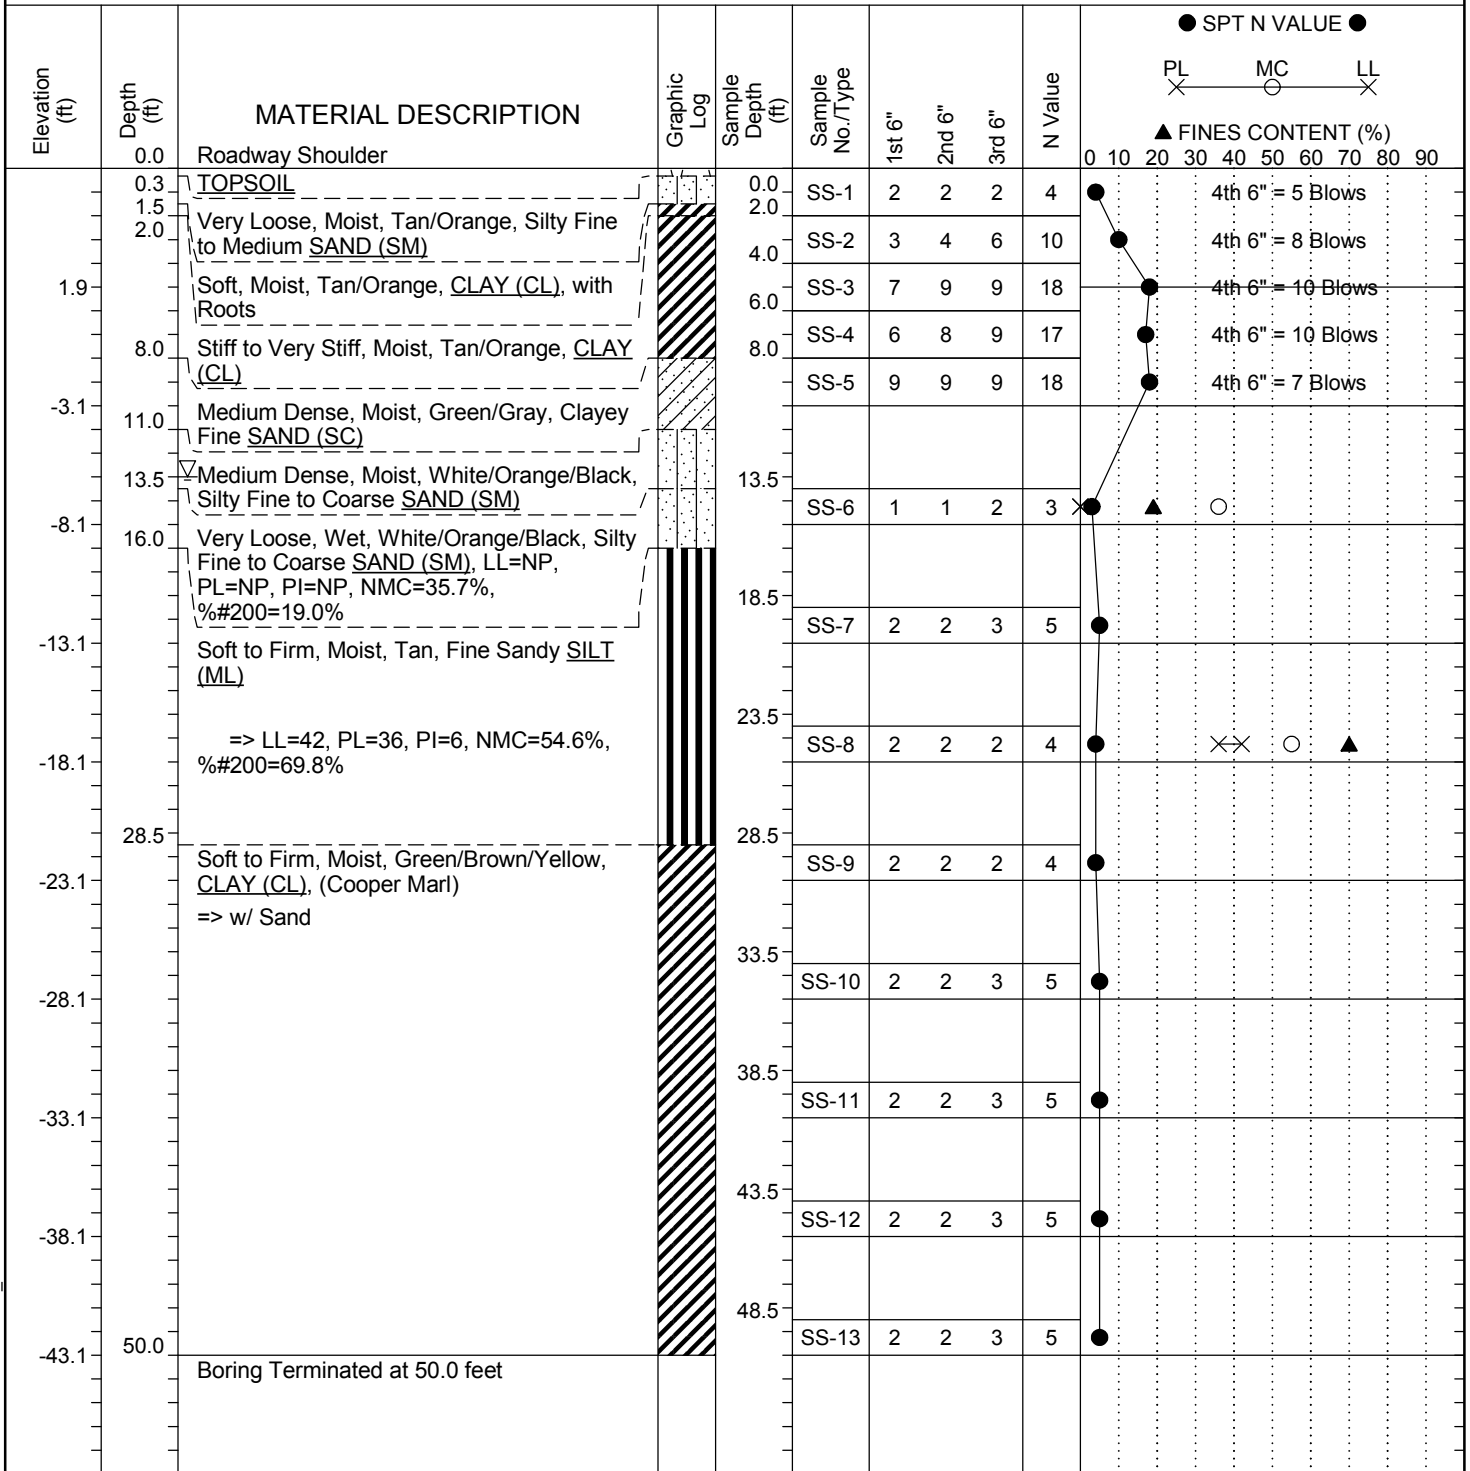 ● SPT N VALUE ●
PL MC LL
▲ FINES CONTENT (%)
Elevation (ft)
Depth (ft)
MATERIAL DESCRIPTION
Graphic Log
Sample Depth (ft)
Sample No./Type
1st 6"
2nd 6"
3rd 6"
N Value
0 10 20 30 40 50 60 70 80 90
0.0 Roadway Shoulder
0.3 TOPSOIL
0.0 SS-1 2 2 2 4 4th 6" = 5 Blows
1.5
2.0
2.0
Very Loose, Moist, Tan/Orange, Silty Fine
to Medium SAND (SM)
SS-2 3 4 6 10 4th 6" = 8 Blows
4.0
1.9
Soft, Moist, Tan/Orange, CLAY (CL), with
Roots
SS-3 7 9 9 18 4th 6" = 10 Blows
6.0
SS-4 6 8 9 17 4th 6" = 10 Blows
8.0 Stiff to Very Stiff, Moist, Tan/Orange, CLAY
(CL)
8.0
SS-5 9 9 9 18 4th 6" = 7 Blows
-3.1
11.0 Medium Dense, Moist, Green/Gray, Clayey
Fine SAND (SC)
13.5 Medium Dense, Moist, White/Orange/Black,
Silty Fine to Coarse SAND (SM)
13.5
SS-6 1 1 2 3
-8.1
16.0 Very Loose, Wet, White/Orange/Black, Silty
Fine to Coarse SAND (SM), LL=NP,
PL=NP, PI=NP, NMC=35.7%,
%#200=19.0%
18.5
SS-7 2 2 3 5
-13.1
Soft to Firm, Moist, Tan, Fine Sandy SILT
(ML)
23.5
=> LL=42, PL=36, PI=6, NMC=54.6%,
%#200=69.8%
SS-8 2 2 2 4
-18.1
28.5
28.5
Soft to Firm, Moist, Green/Brown/Yellow,
CLAY (CL), (Cooper Marl)
SS-9 2 2 2 4
-23.1
=> w/ Sand
33.5
SS-10 2 2 3 5
-28.1
38.5
SS-11 2 2 3 5
-33.1
43.5
SS-12 2 2 3 5
-38.1
48.5
SS-13 2 2 3 5
50.0
-43.1
Boring Terminated at 50.0 feet